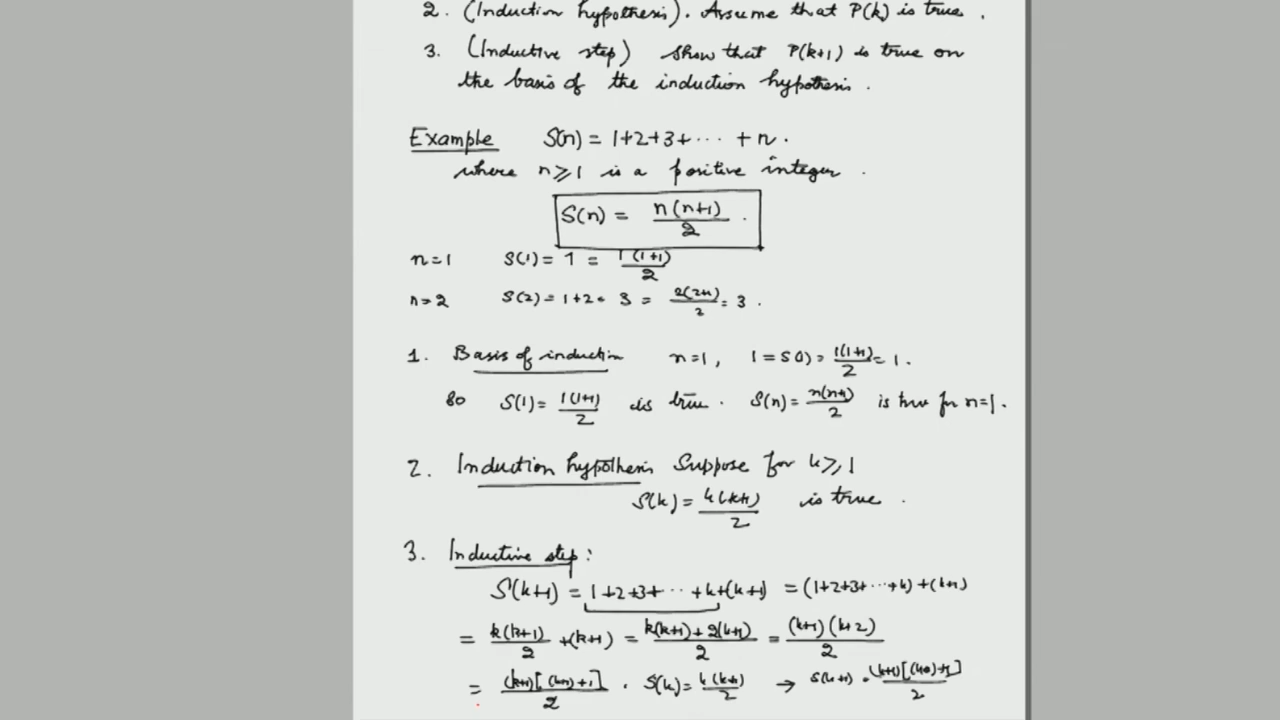 2. (Induction hypothesis). Assume that P(k) is true.
3. (Inductive step) show that P(k+1) is true on
the basis of the induction hypothesis.
Example S(n) = 1+2+3+ ··· + n.
where n ≥ 1 is a positive integer.
S(n) = n(n+1)/2.
n=1 S(1) = 1 = 1(1+1)/2
n=2 S(2) = 1+2 = 3 = 2(2+1)/2 = 3.
1. Basis of induction n=1, 1 = S(1) = 1(1+1)/2 = 1.
So S(1) = 1(1+1)/2 is true. S(n) = n(n+1)/2 is true for n=1.
2. Induction hypothesis Suppose for k ≥ 1
S(k) = k(k+1)/2 is true.
3. Inductive step:
S(k+1) = 1+2+3+ ··· +k+(k+1) = (1+2+3+ ··· +k)+(k+1)
= k(k+1)/2 + (k+1) = k(k+1)+2(k+1)/2 = (k+1)(k+2)/2
= (k+1)[(k+1)+1]/2 . S(k) = k(k+1)/2 → S(k+1) = (k+1)[(k+1)+1]/2